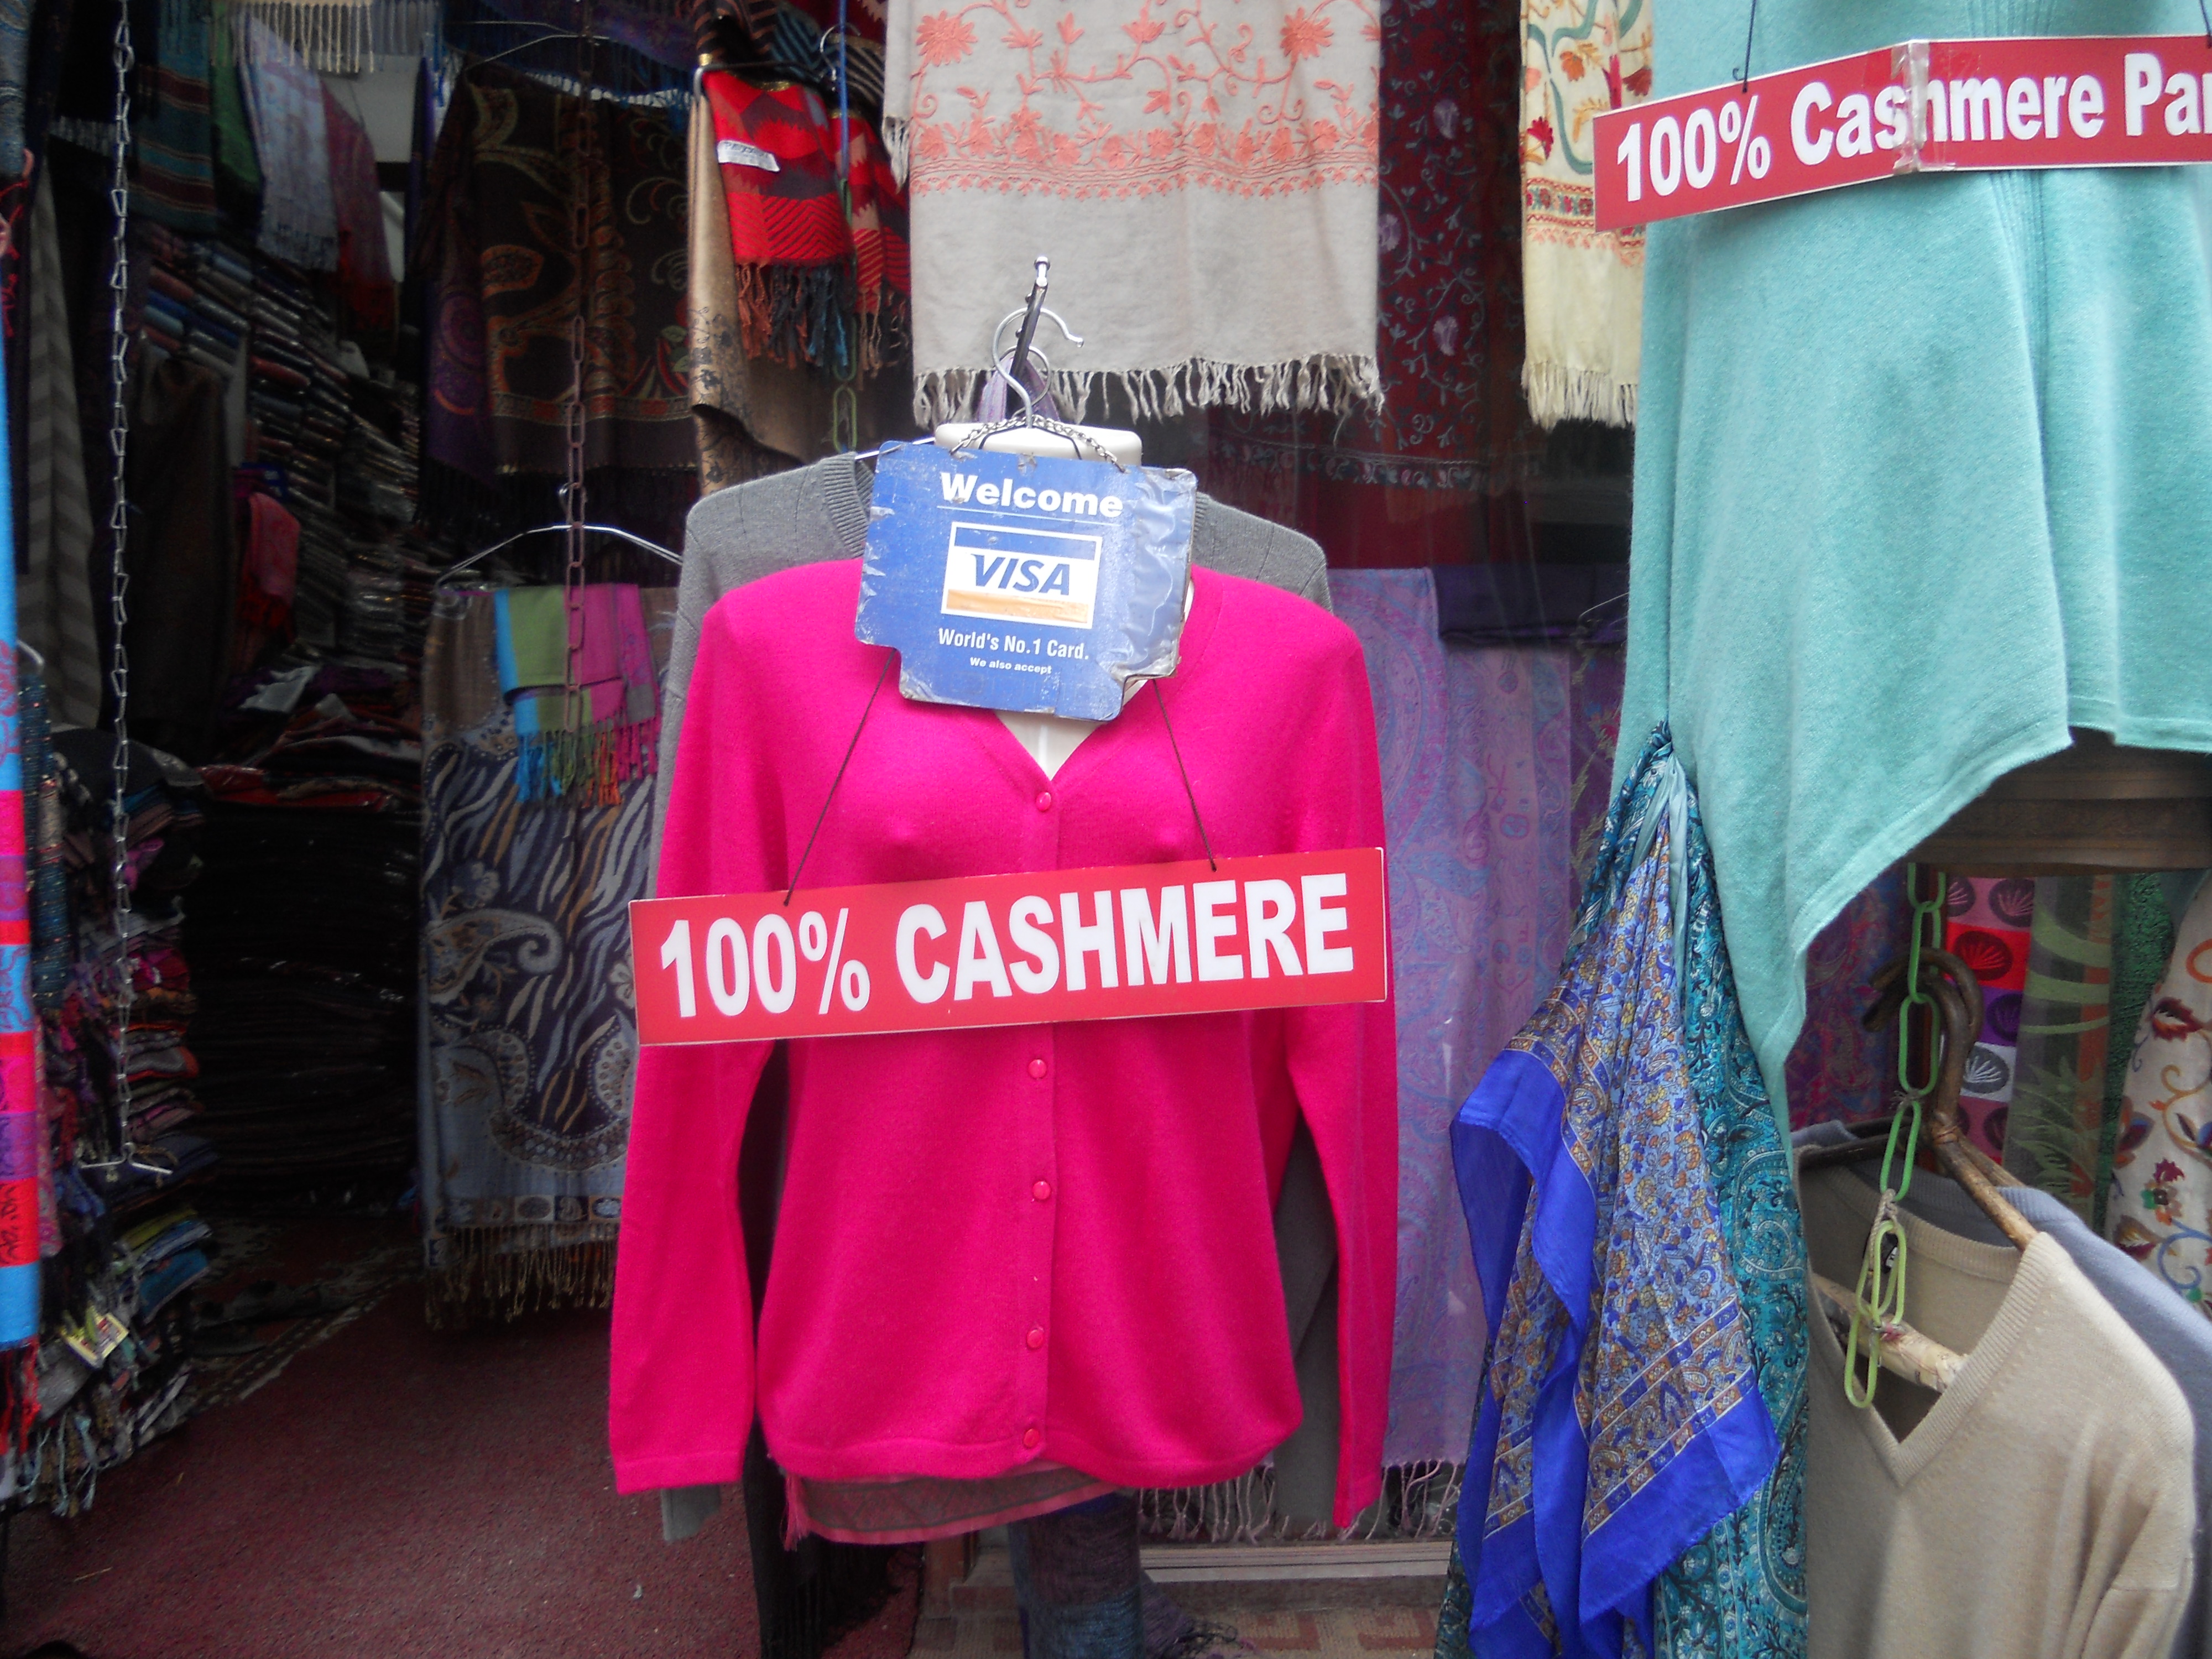 100% Cashmere Pa
Welcome
VISA
World's No.1 Card.
We also accept
100% CASHMERE